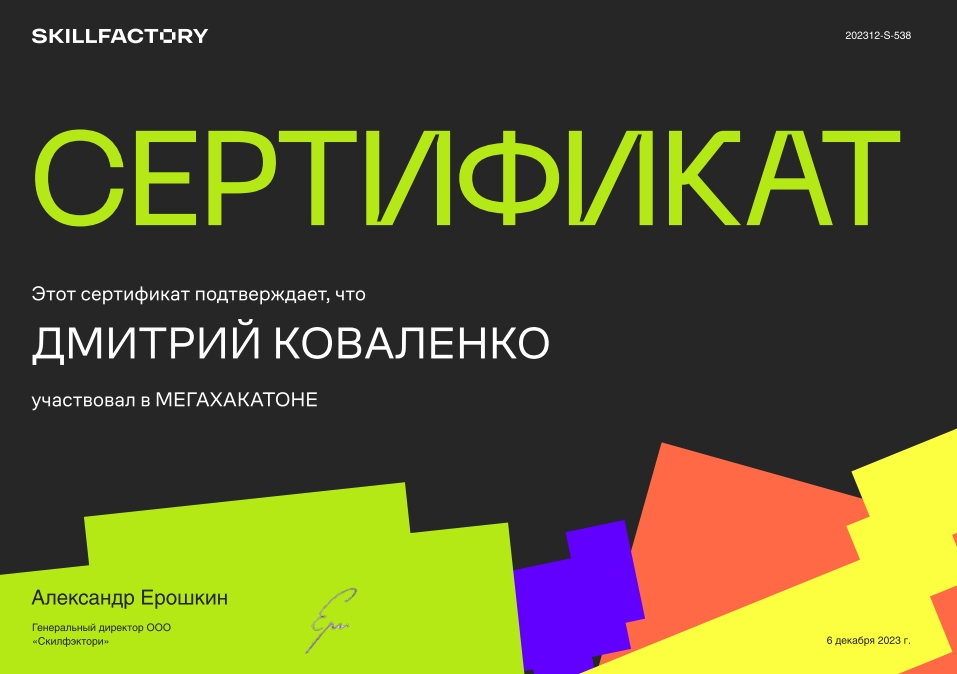 SKILLFACTORY
202312-S-538
СЕРТИФИКАТ
Этот сертификат подтверждает, что
ДМИТРИЙ КОВАЛЕНКО
участвовал в МЕГАХАКАТОНЕ
Александр Ерошкин
Генеральный директор ООО
«Скилфэктори»
6 декабря 2023 г.